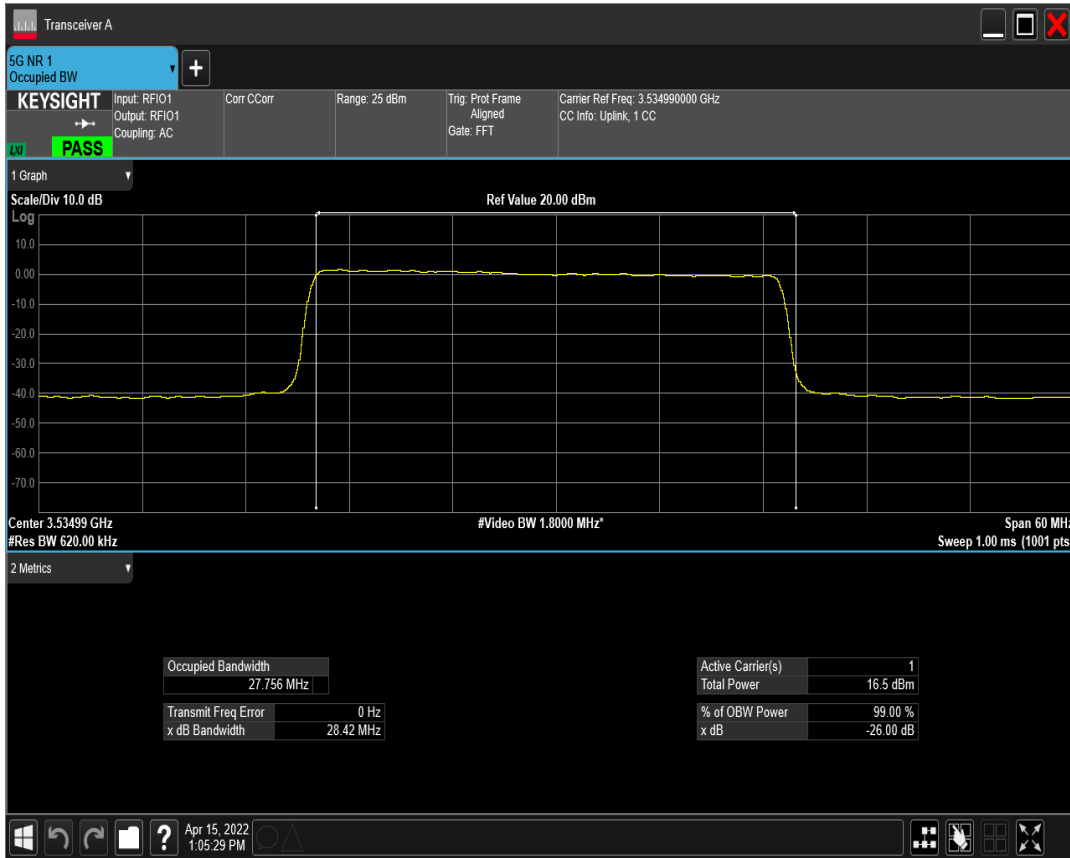 Transceiver A
5G NR 1
Occupied BW
+
KEYSIGHT
Input: RFIO1
Output: RFIO1
Coupling: AC
Corr CCorr
Range: 25 dBm
Trig: Prot Frame
Aligned
Gate: FFT
Carrier Ref Freq: 3.534990000 GHz
CC Info: Uplink, 1 CC
LXI
PASS
1 Graph
Scale/Div 10.0 dB
Ref Value 20.00 dBm
Log
10.0
0.00
-10.0
-20.0
-30.0
-40.0
-50.0
-60.0
-70.0
Center 3.53499 GHz
#Video BW 1.8000 MHz*
Span 60 MHz
#Res BW 620.00 kHz
Sweep 1.00 ms (1001 pts
2 Metrics
Occupied Bandwidth
27.756 MHz
Transmit Freq Error 0 Hz
x dB Bandwidth 28.42 MHz
Active Carrier(s) 1
Total Power 16.5 dBm
% of OBW Power 99.00 %
x dB -26.00 dB
?
Apr 15, 2022
1:05:29 PM